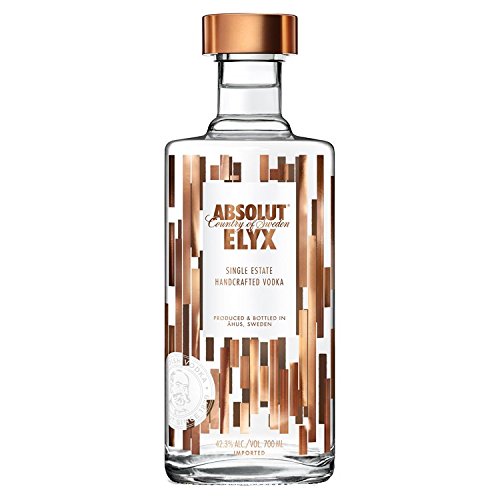 ABSOLUT
Country of Sweden
ELYX
SINGLE ESTATE
HANDCRAFTED VODKA
PRODUCED & BOTTLED IN
ÅHUS, SWEDEN
VODKA
42.3% ALC./VOL. 700 ML
IMPORTED